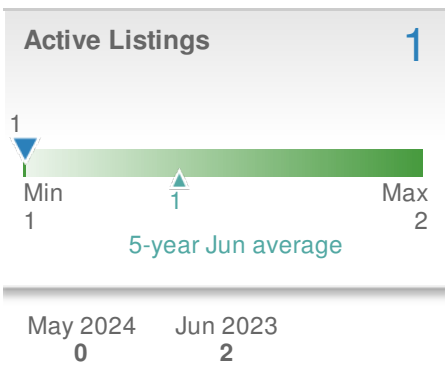 Active Listings 1
1
Min Max
1 1 2
5-year Jun average
May 2024 Jun 2023
0 2